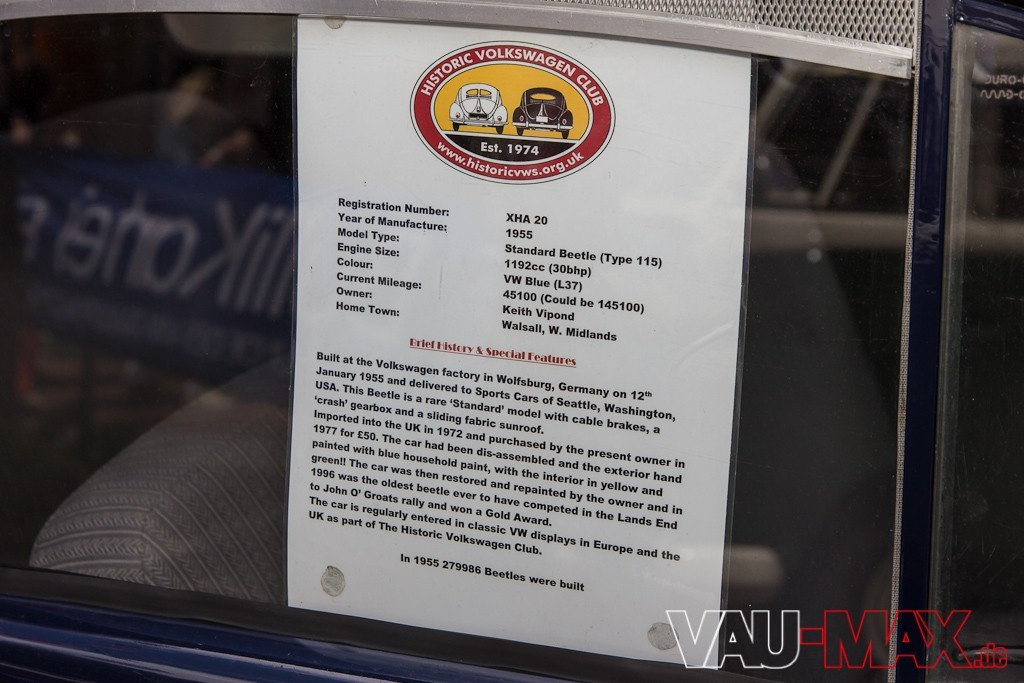 HISTORIC VOLKSWAGEN CLUB
Est. 1974
www.historicvws.org.uk
Registration Number: XHA 20
Year of Manufacture: 1955
Model Type: Standard Beetle (Type 115)
Engine Size: 1192cc (30bhp)
Colour: VW Blue (L37)
Current Mileage: 45100 (Could be 145100)
Owner: Keith Vipond
Home Town: Walsall, W. Midlands
Brief History & Special Features
Built at the Volkswagen factory in Wolfsburg, Germany on 12th
January 1955 and delivered to Sports Cars of Seattle, Washington,
USA. This Beetle is a rare ‘Standard’ model with cable brakes, a
‘crash’ gearbox and a sliding fabric sunroof.
Imported into the UK in 1972 and purchased by the present owner in
1977 for £50. The car had been dis-assembled and the exterior hand
painted with blue household paint, with the interior in yellow and
green!! The car was then restored and repainted by the owner and in
1996 was the oldest beetle ever to have competed in the Lands End
to John O’ Groats rally and won a Gold Award.
The car is regularly entered in classic VW displays in Europe and the
UK as part of The Historic Volkswagen Club.
In 1955 279986 Beetles were built
VAU-MAX.de